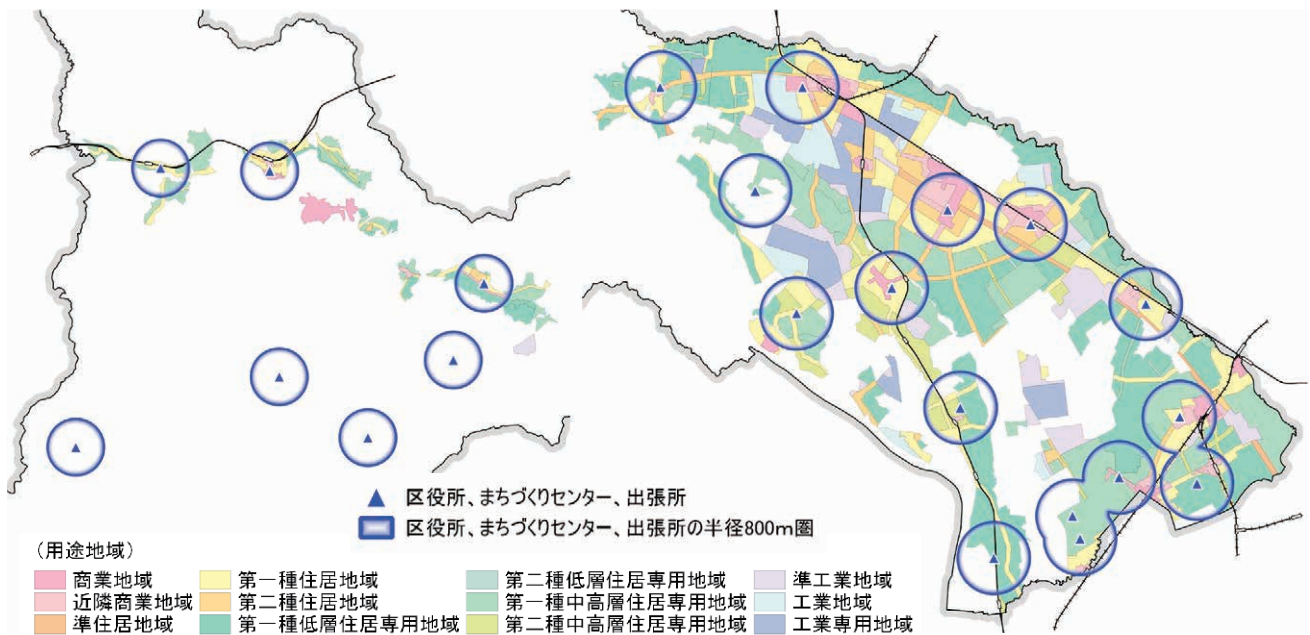 区役所、まちづくりセンター、出張所
区役所、まちづくりセンター、出張所の半径800m圏
(用途地域)
商業地域
近隣商業地域
準住居地域
第一種住居地域
第二種住居地域
第一種低層住居専用地域
第二種低層住居専用地域
第一種中高層住居専用地域
第二種中高層住居専用地域
準工業地域
工業地域
工業専用地域